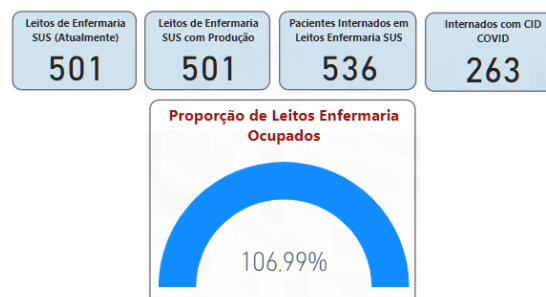 Leitos de Enfermaria
SUS (Atualmente)
501
Leitos de Enfermaria
SUS com Produção
501
Pacientes Internados em
Leitos Enfermaria SUS
536
Internados com CID
COVID
263
Proporção de Leitos Enfermaria
Ocupados
106,99%